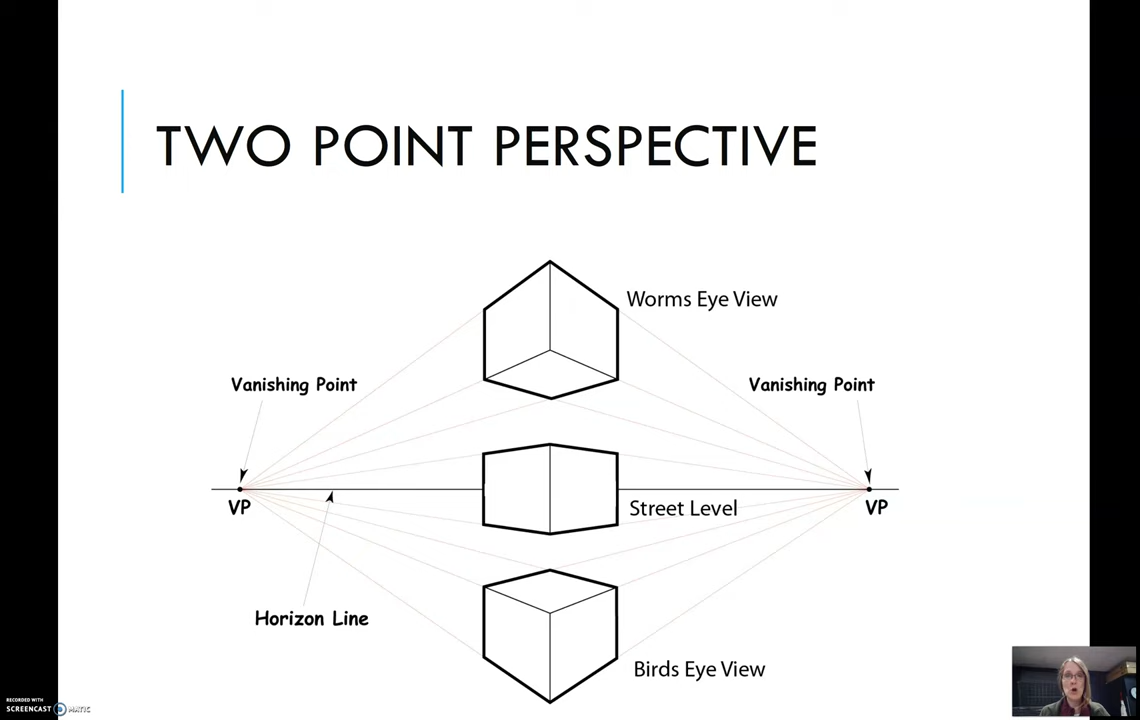 TWO POINT PERSPECTIVE
Worms Eye View
Vanishing Point
Vanishing Point
VP
Street Level
VP
Horizon Line
Birds Eye View
RECORDED WITH
SCREENCAST MATIC